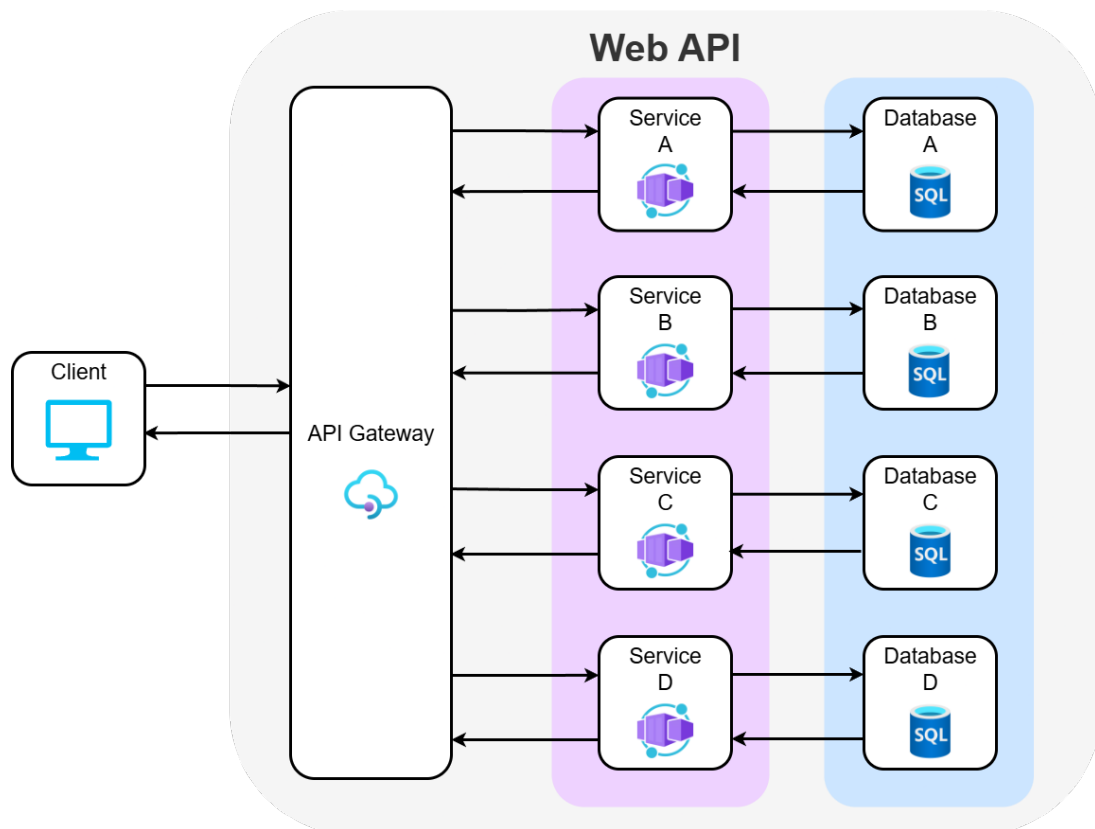 Web API
Client
API Gateway
Service
A
Database
A
SQL
Service
B
Database
B
SQL
Service
C
Database
C
SQL
Service
D
Database
D
SQL